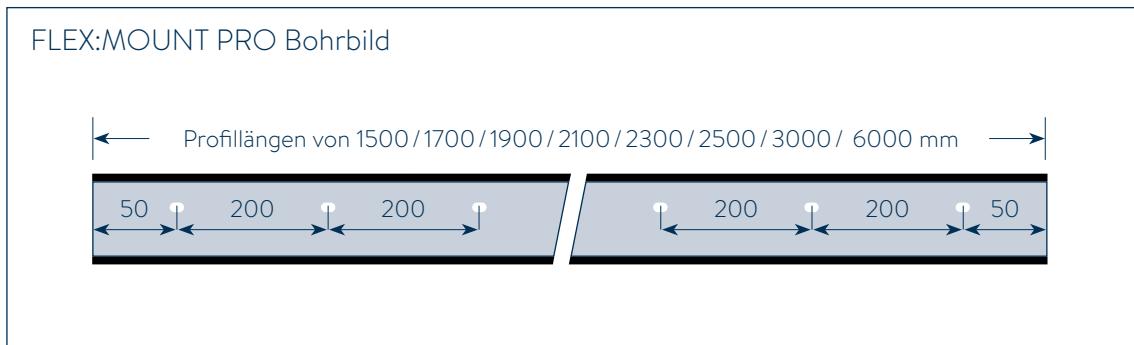 FLEX:MOUNT PRO Bohrbild
Profillängen von 1500 / 1700 / 1900 / 2100 / 2300 / 2500 / 3000 / 6000 mm
50 200 200 200 200 50